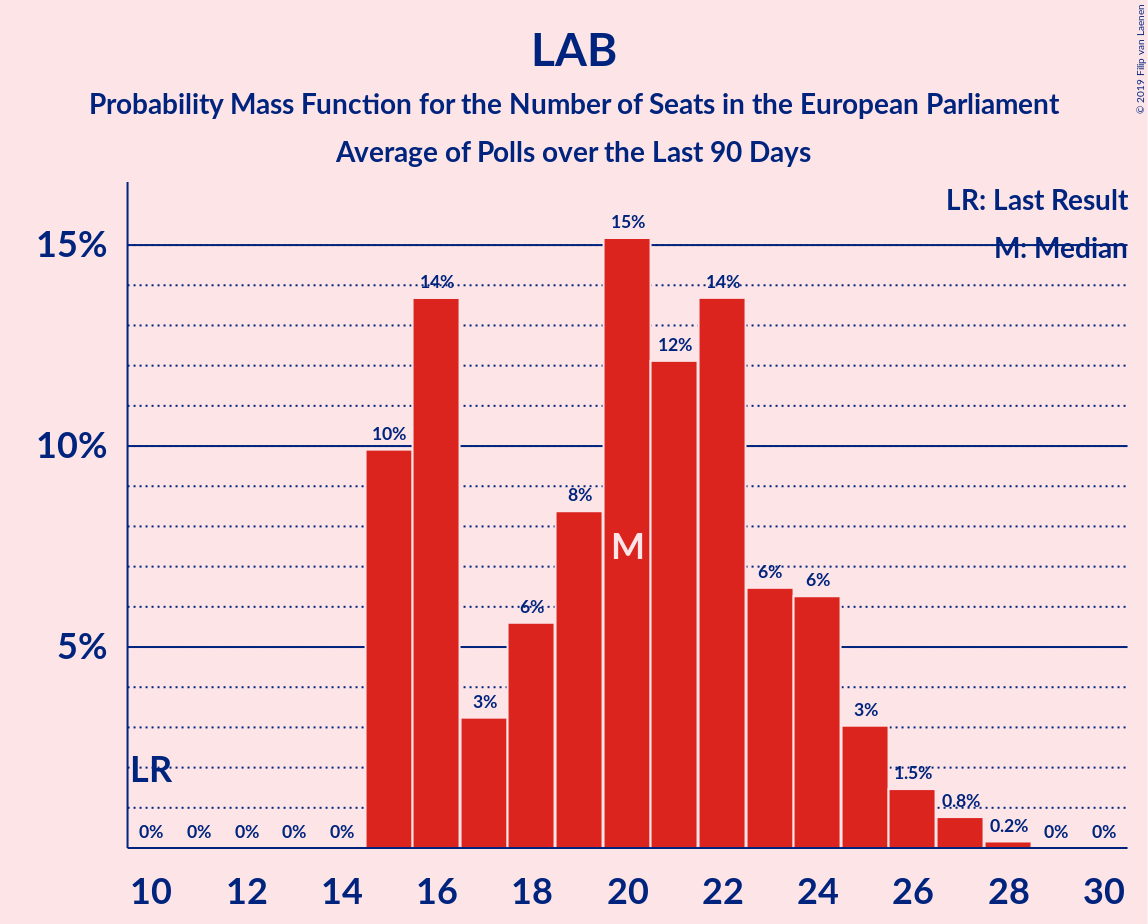 LAB
Probability Mass Function for the Number of Seats in the European Parliament
Average of Polls over the Last 90 Days
© 2019 Filip van Laenen
LR: Last Result
M: Median
15%
10%
5%
15%
14%
14%
12%
10%
8%
M
6%
6%
6%
3%
3%
LR
1.5%
0.8%
0.2%
0%
0%
0%
0%
0%
0%
0%
10 12 14 16 18 20 22 24 26 28 30